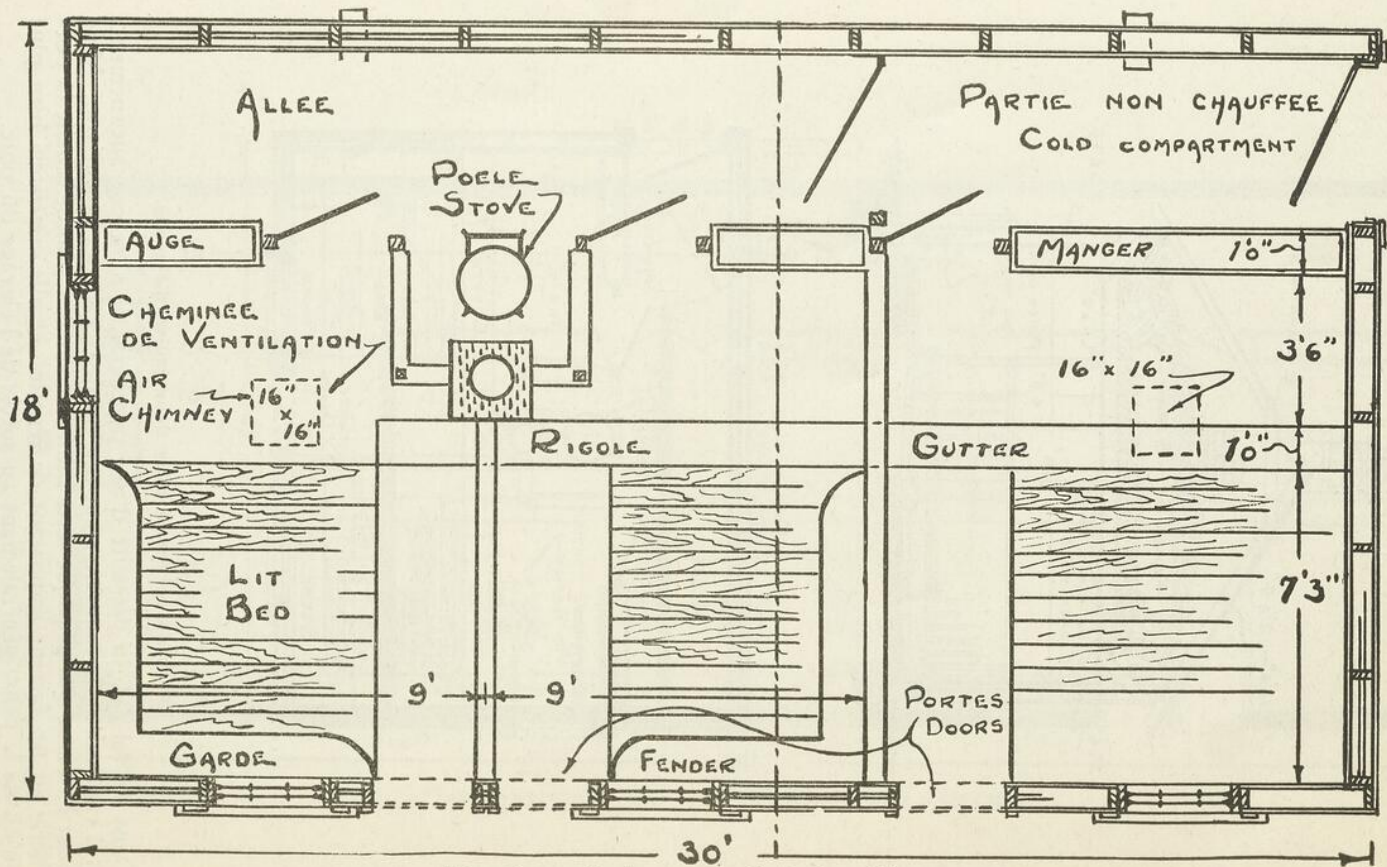 ALLEE
PARTIE NON CHAUFFEE
COLD COMPARTMENT
POELE
STOVE
AUGE
MANGER
1'0"
CHEMINEE
DE VENTILATION
AIR
CHIMNEY
16"
x
16"
3'6"
16" x 16"
18'
RIGOLE
GUTTER
1'0"
LIT
BED
7'3"
9'
9'
PORTES
DOORS
GARDE
FENDER
30'